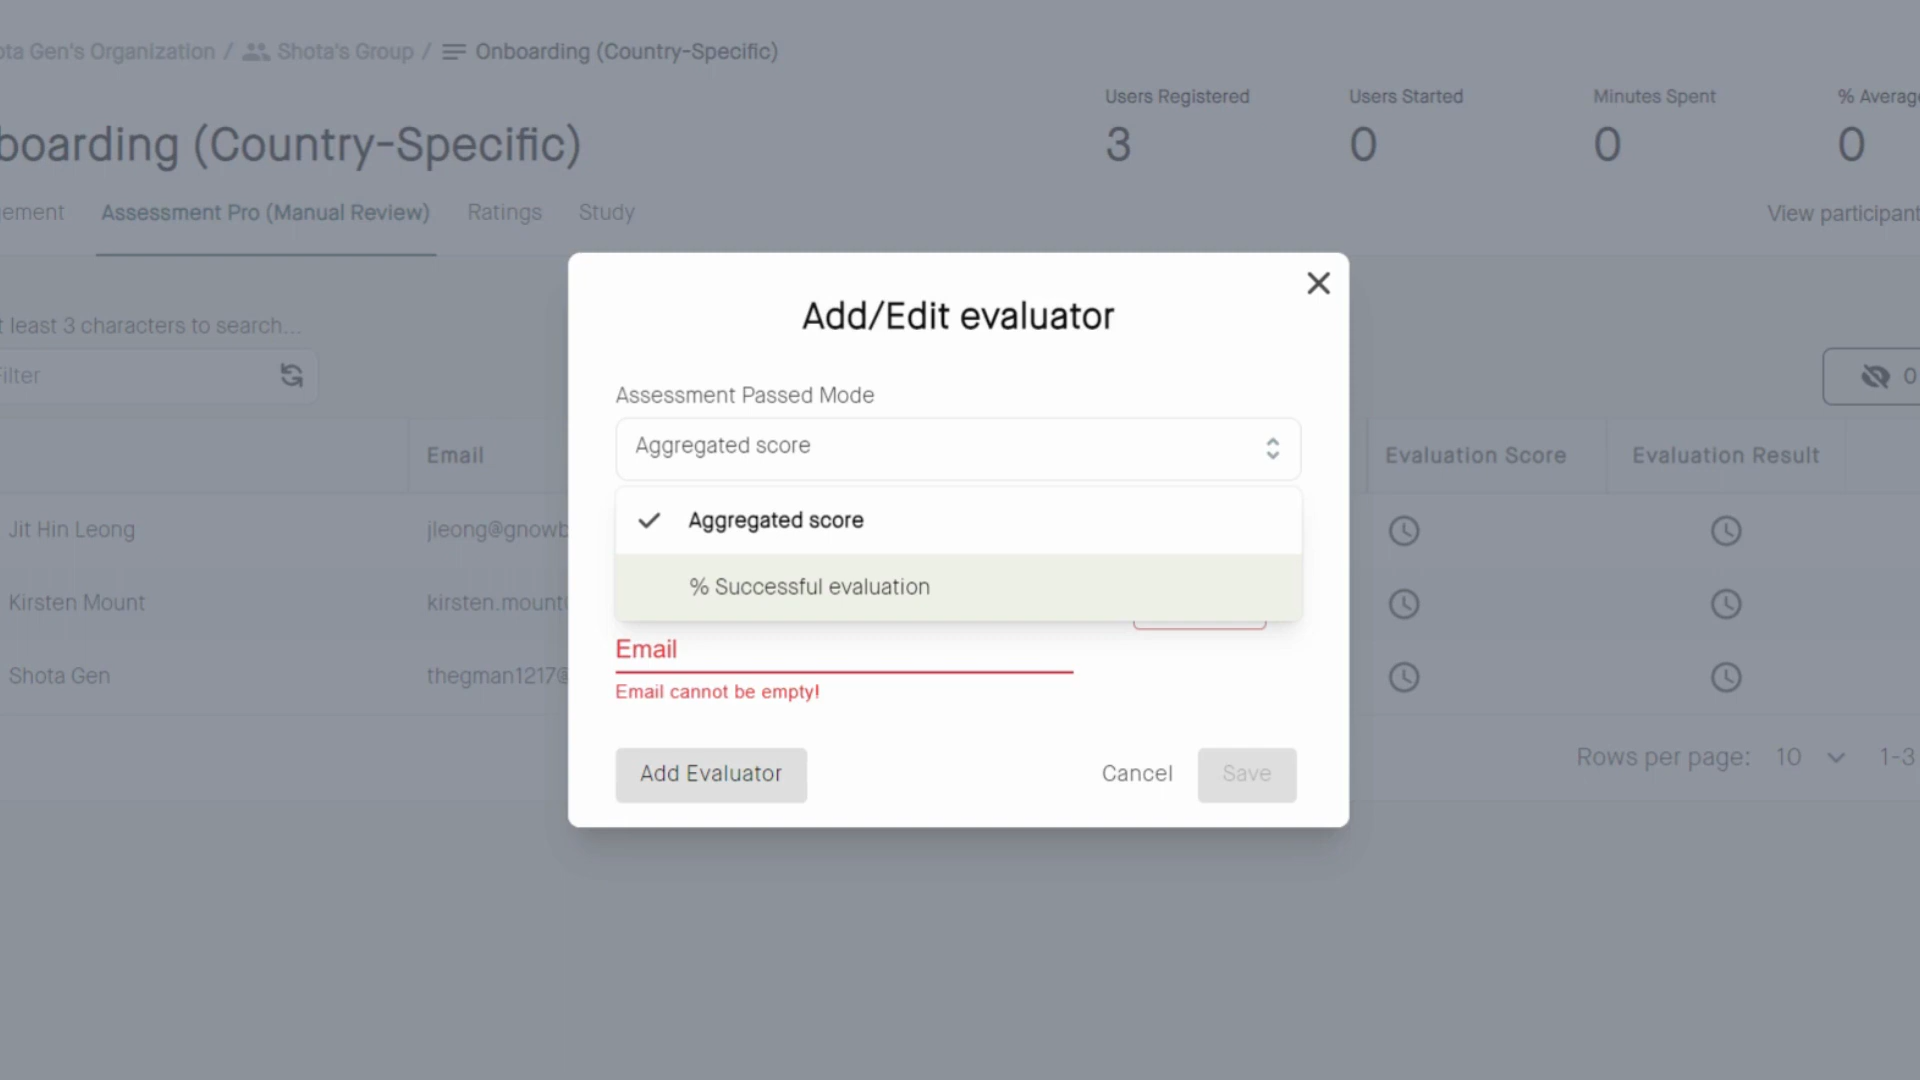 ota Gen's Organization / Shota's Group / Onboarding (Country-Specific)
Users Registered
Users Started
Minutes Spent
% Average
boarding (Country-Specific)
3
0
0
0
ement
Assessment Pro (Manual Review)
Ratings
Study
View participant
t least 3 characters to search...
Filter
0
Email
Evaluation Score
Evaluation Result
Jit Hin Leong
jleong@gnowb
Kirsten Mount
kirsten.mount
Shota Gen
thegman1217@
Rows per page: 10
1-3
Add/Edit evaluator
Assessment Passed Mode
Aggregated score
Aggregated score
% Successful evaluation
Email
Email cannot be empty!
Add Evaluator
Cancel
Save